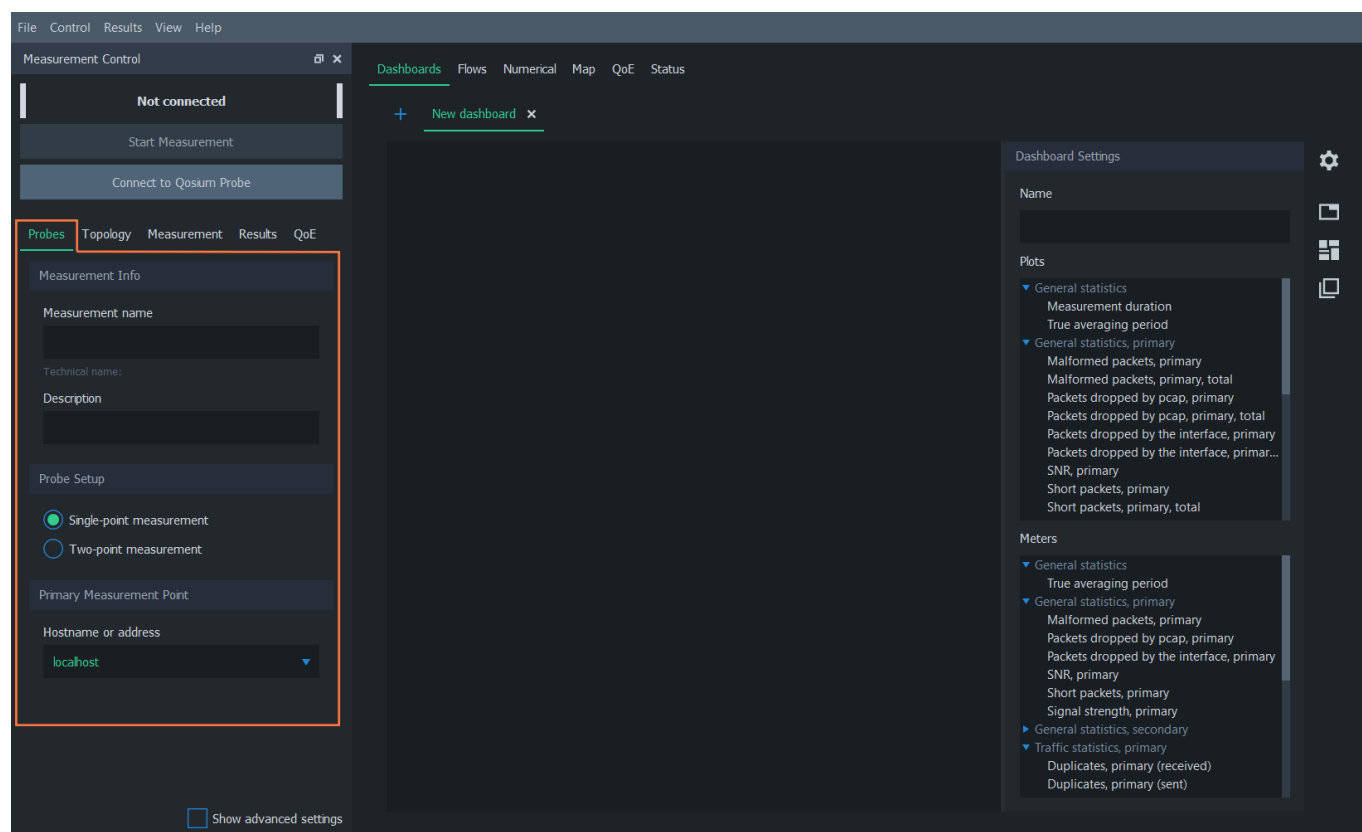 File Control Results View Help
Measurement Control
Not connected
Start Measurement
Connect to Qosium Probe
Probes Topology Measurement Results QoE
Measurement Info
Measurement name
Technical name:
Description
Probe Setup
Single-point measurement
Two-point measurement
Primary Measurement Point
Hostname or address
localhost
Show advanced settings
Dashboards Flows Numerical Map QoE Status
+ New dashboard ×
Dashboard Settings
Name
Plots
General statistics
Measurement duration
True averaging period
General statistics, primary
Malformed packets, primary
Malformed packets, primary, total
Packets dropped by pcap, primary
Packets dropped by pcap, primary, total
Packets dropped by the interface, primary
Packets dropped by the interface, primar...
SNR, primary
Short packets, primary
Short packets, primary, total
Meters
General statistics
True averaging period
General statistics, primary
Malformed packets, primary
Packets dropped by pcap, primary
Packets dropped by the interface, primary
SNR, primary
Short packets, primary
Signal strength, primary
General statistics, secondary
Traffic statistics, primary
Duplicates, primary (received)
Duplicates, primary (sent)